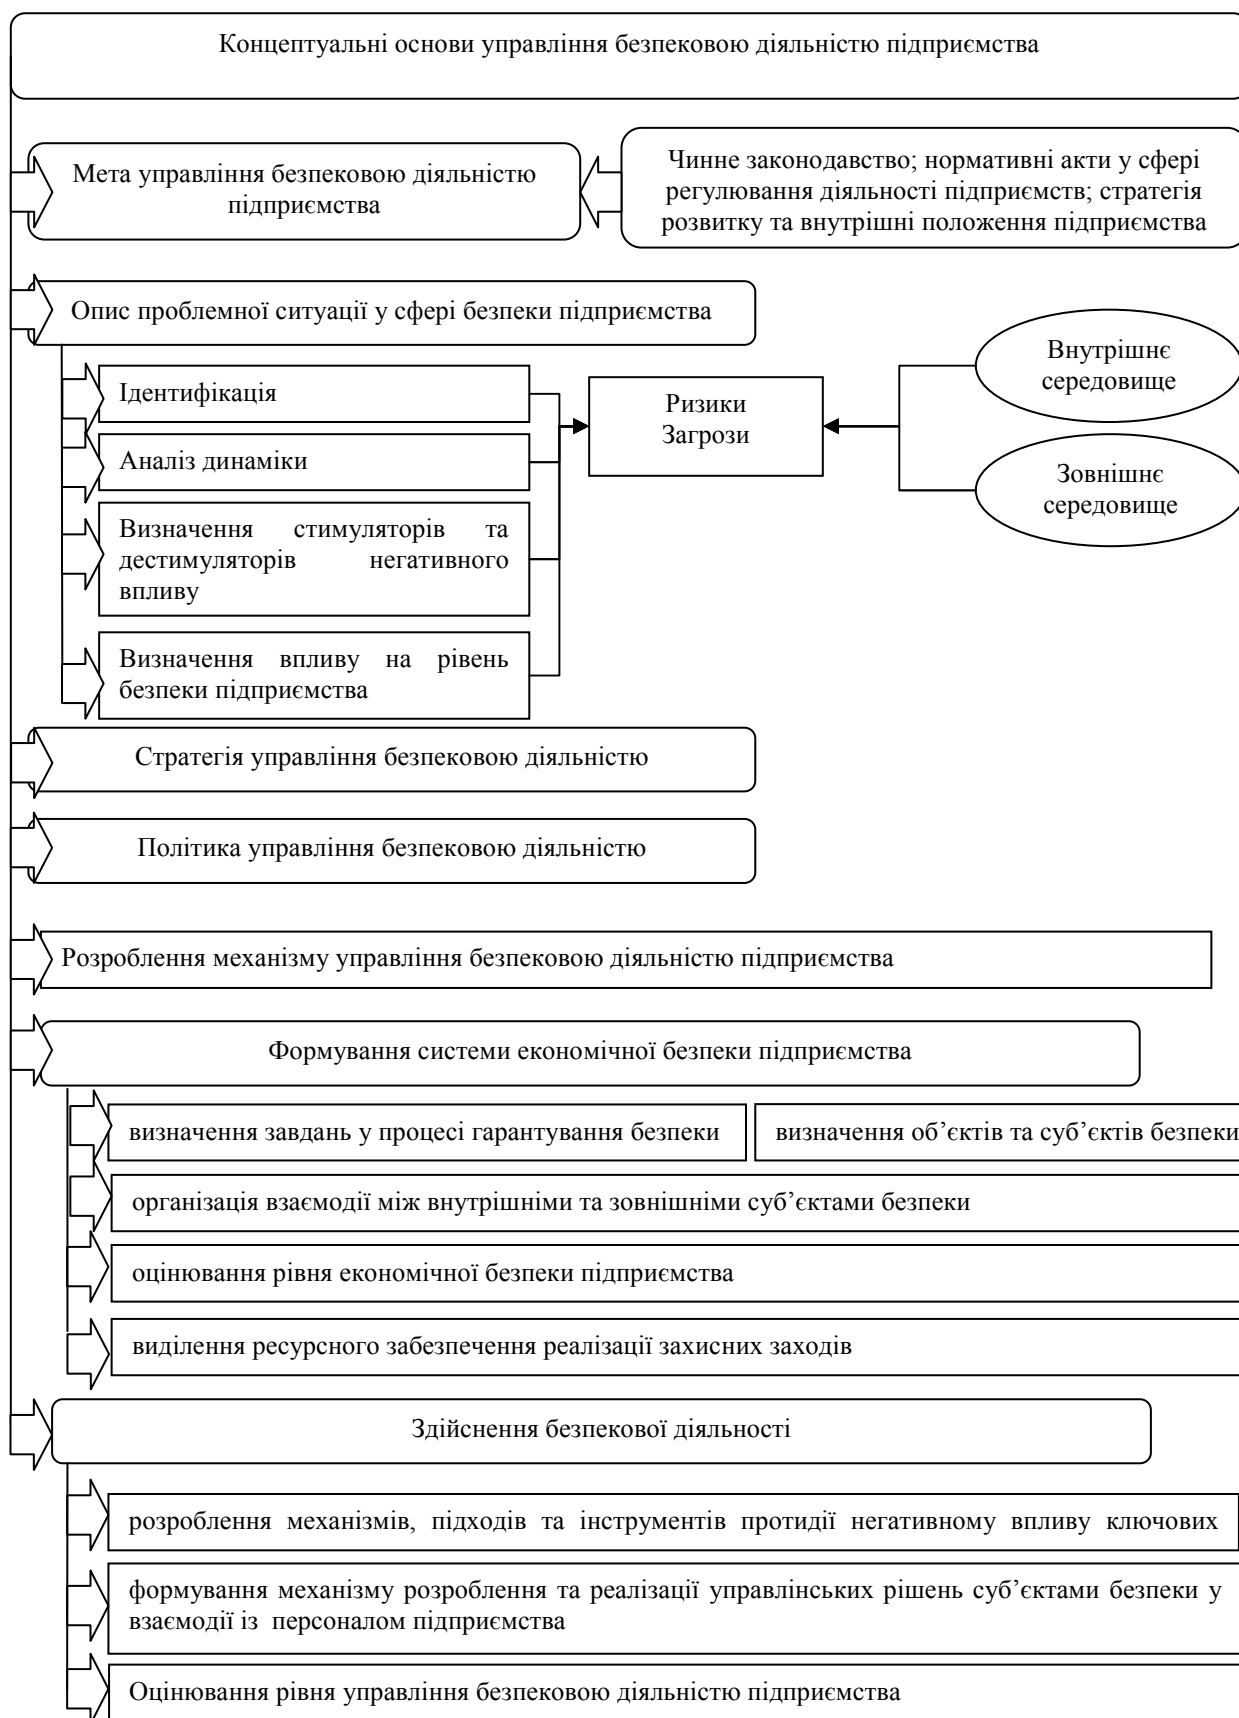 Концептуальні основи управління безпековою діяльністю підприємства
Мета управління безпековою діяльністю
підприємства
Чинне законодавство; нормативні акти у сфері
регулювання діяльності підприємств; стратегія
розвитку та внутрішні положення підприємства
Опис проблемної ситуації у сфері безпеки підприємства
Ідентифікація
Аналіз динаміки
Визначення стимуляторів та
дестимуляторів негативного
впливу
Визначення впливу на рівень
безпеки підприємства
Ризики
Загрози
Внутрішнє
середовище
Зовнішнє
середовище
Стратегія управління безпековою діяльністю
Політика управління безпековою діяльністю
Розроблення механізму управління безпековою діяльністю підприємства
Формування системи економічної безпеки підприємства
визначення завдань у процесі гарантування безпеки
визначення об’єктів та суб’єктів безпеки
організація взаємодії між внутрішніми та зовнішніми суб’єктами безпеки
оцінювання рівня економічної безпеки підприємства
виділення ресурсного забезпечення реалізації захисних заходів
Здійснення безпекової діяльності
розроблення механізмів, підходів та інструментів протидії негативному впливу ключових
формування механізму розроблення та реалізації управлінських рішень суб’єктами безпеки у
взаємодії із персоналом підприємства
Оцінювання рівня управління безпековою діяльністю підприємства